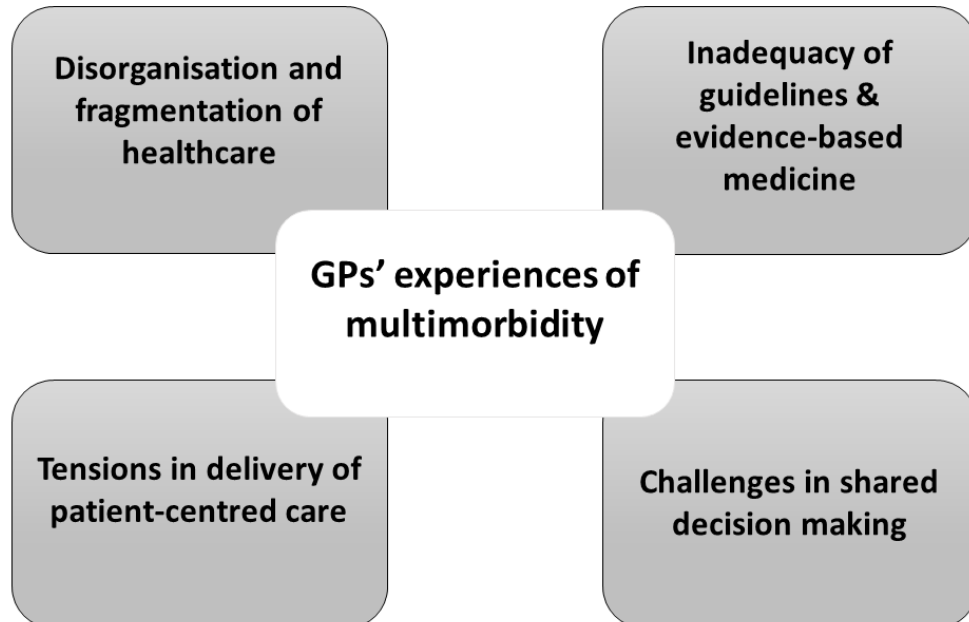 Disorganisation and
fragmentation of
healthcare
Inadequacy of
guidelines &
evidence-based
medicine
GPs’ experiences of
multimorbidity
Tensions in delivery of
patient-centred care
Challenges in shared
decision making